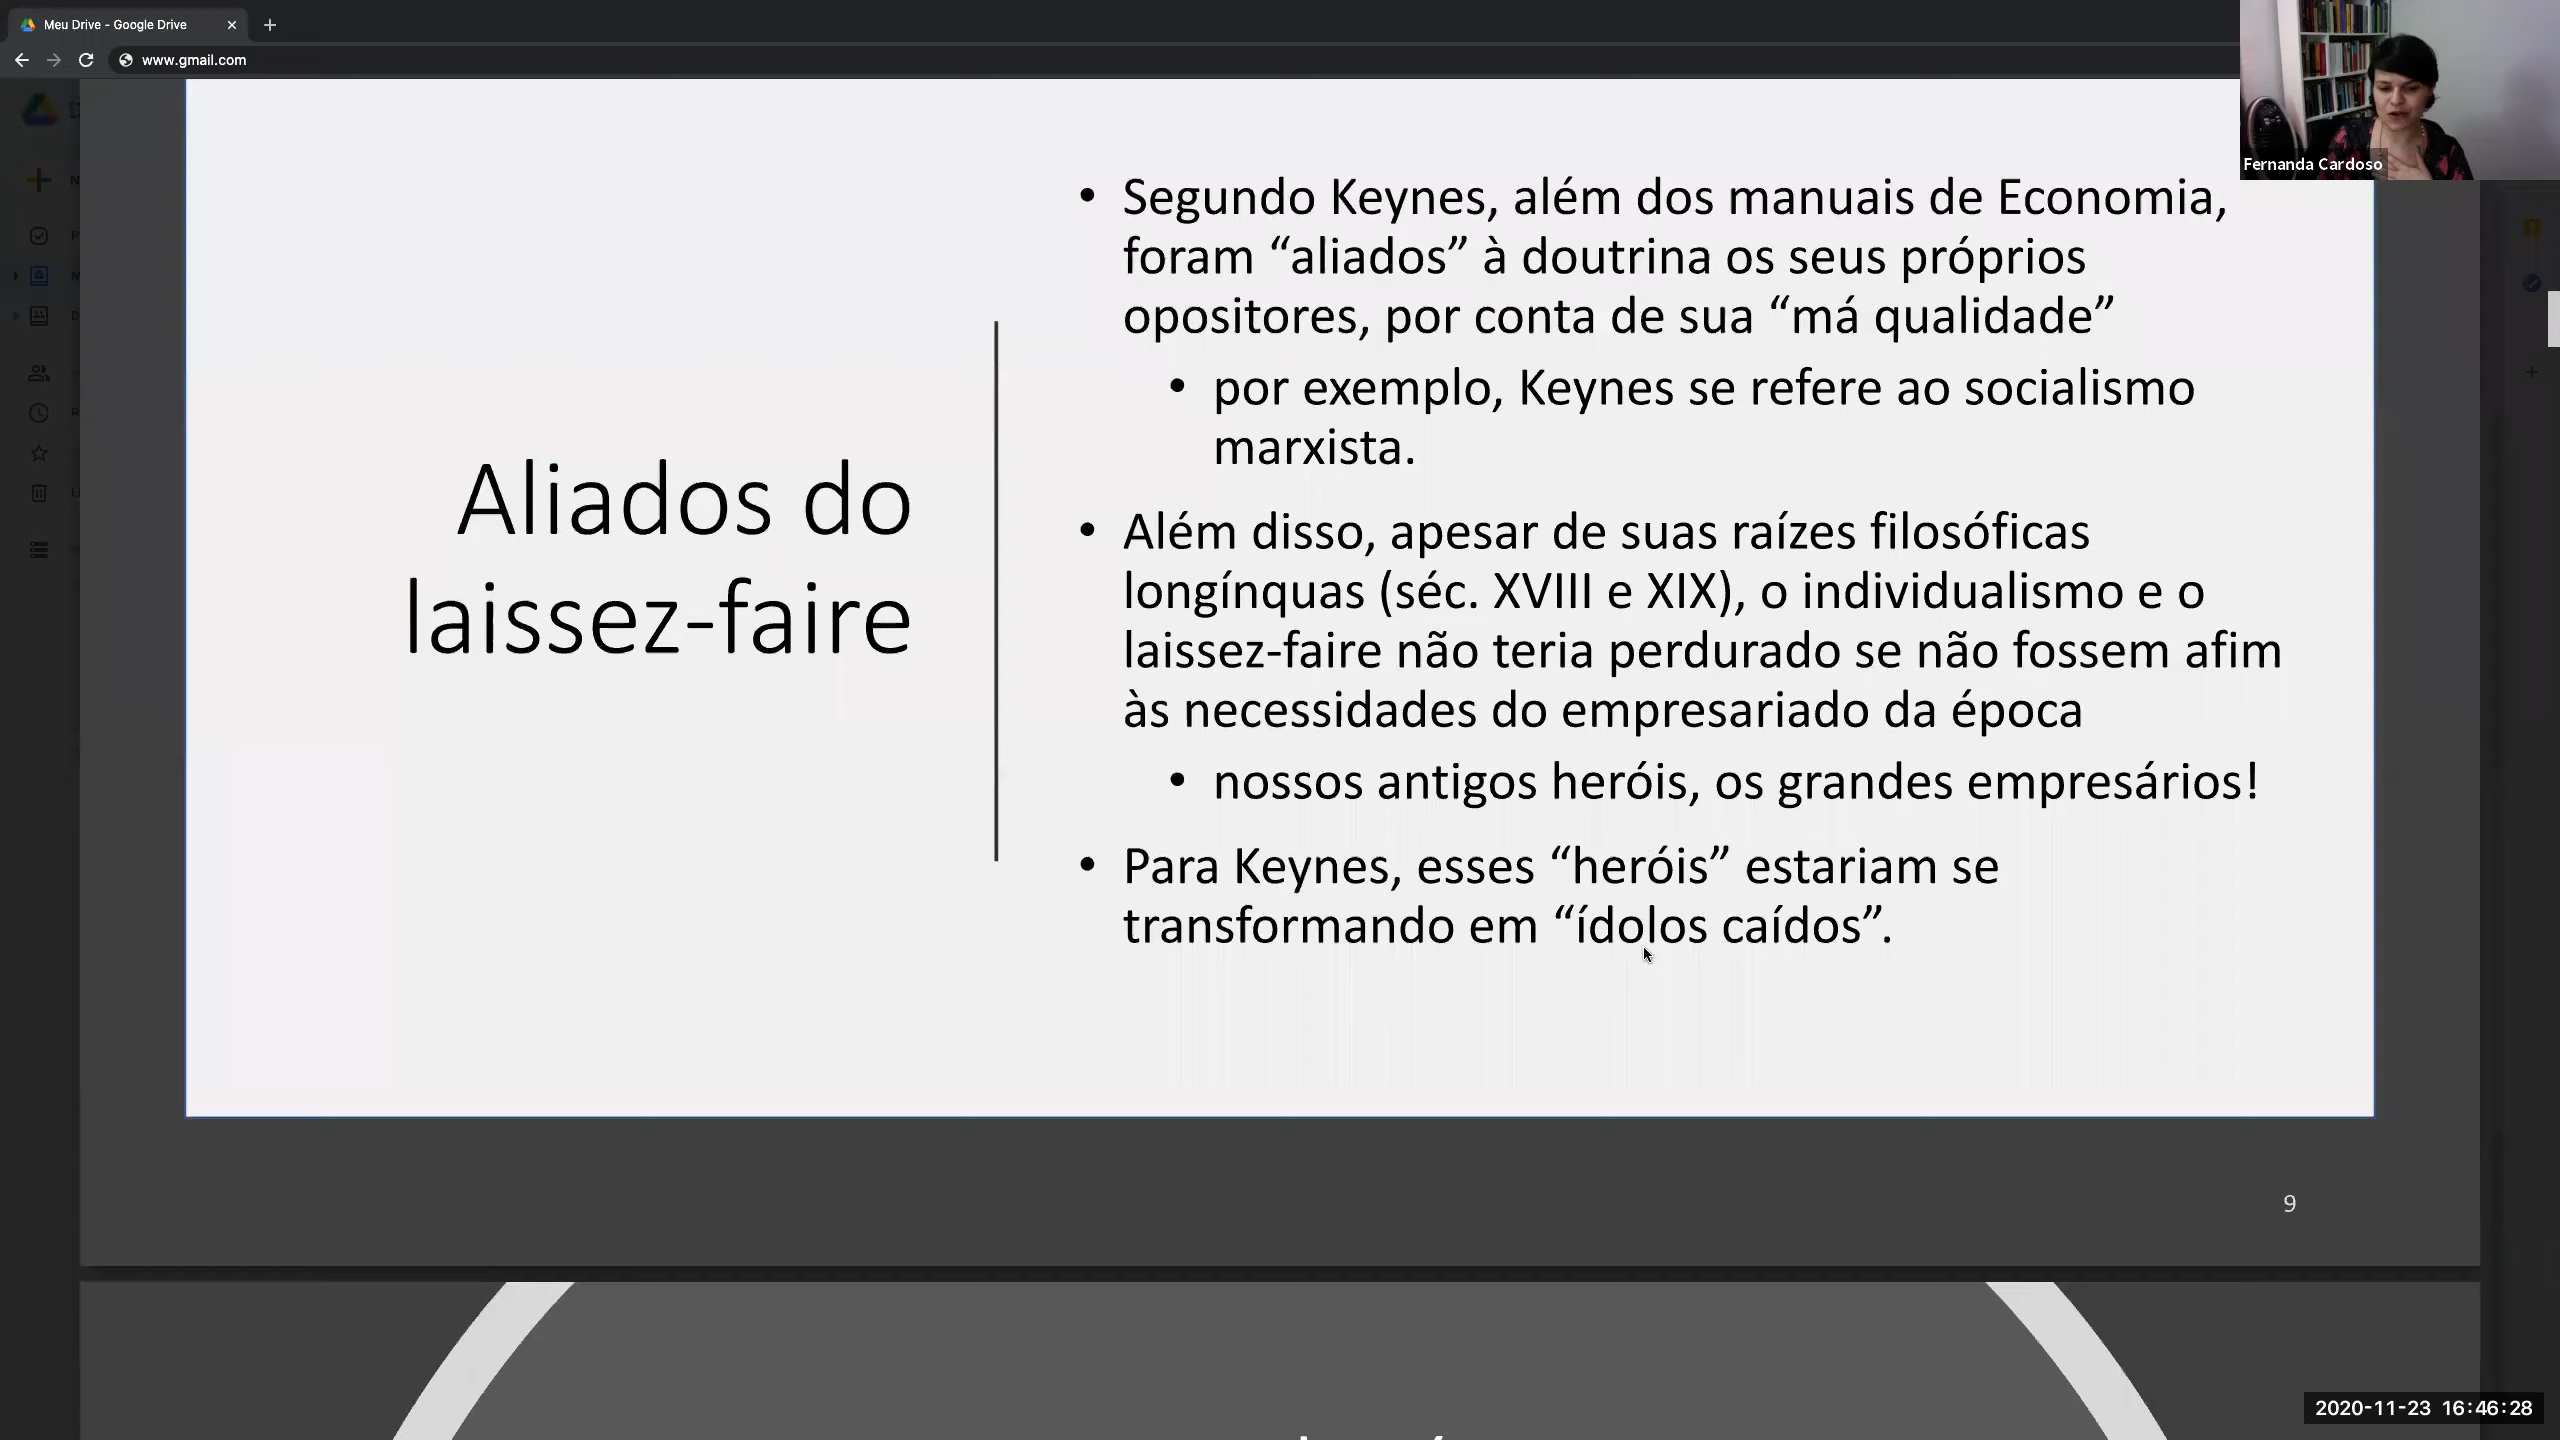 Meu Drive - Google Drive
www.gmail.com
Fernanda Cardoso
Aliados do
laissez-faire
• Segundo Keynes, além dos manuais de Economia,
foram “aliados” à doutrina os seus próprios
opositores, por conta de sua “má qualidade”
• por exemplo, Keynes se refere ao socialismo
marxista.
• Além disso, apesar de suas raízes filosóficas
longínquas (séc. XVIII e XIX), o individualismo e o
laissez-faire não teria perdurado se não fossem afim
às necessidades do empresariado da época
• nossos antigos heróis, os grandes empresários!
• Para Keynes, esses “heróis” estariam se
transformando em “ídolos caídos”.
9
2020-11-23 16:46:28